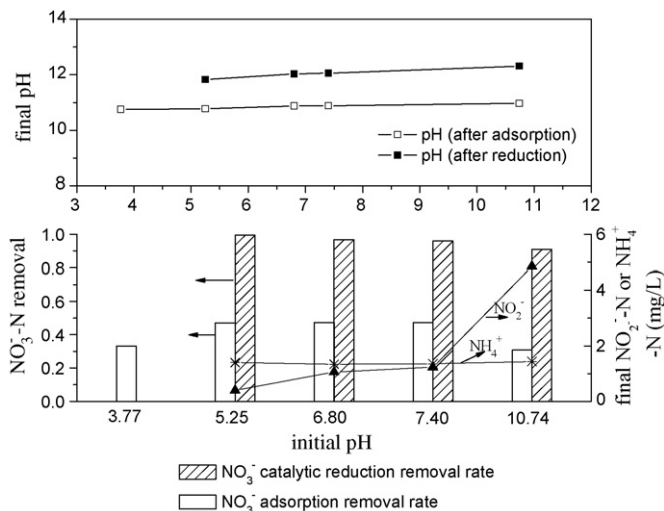 14
12
10
8
final pH
pH (after adsorption)
pH (after reduction)
3 4 5 6 7 8 9 10 11 12
1.0
0.8
0.6
0.4
0.2
0.0
NO₃⁻-N removal
6
5
4
3
2
1
0
final NO₂⁻-N or NH₄⁺
-N (mg/L)
NO₂⁻
NH₄⁺
3.77 5.25 6.80 7.40 10.74
initial pH
NO₃⁻ catalytic reduction removal rate
NO₃⁻ adsorption removal rate